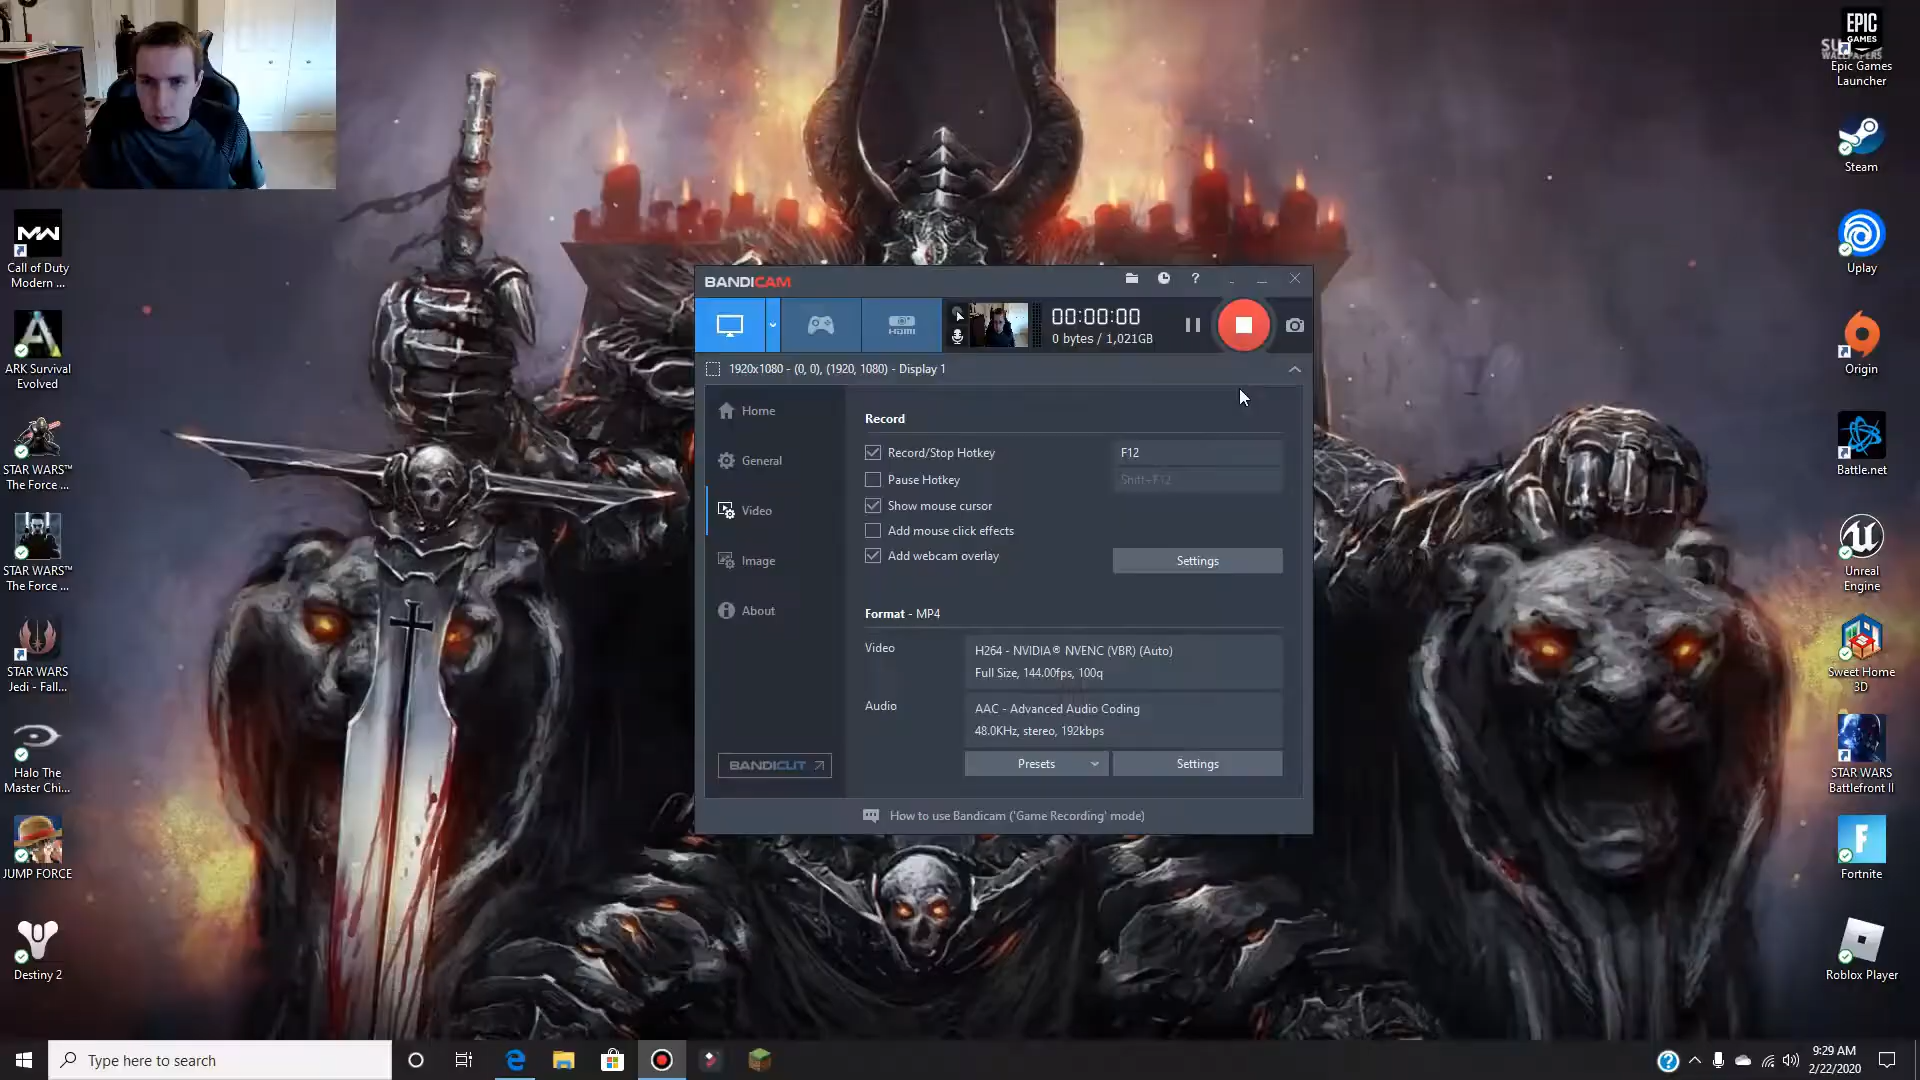 Call of Duty
Modern ...
ARK Survival
Evolved
STAR WARS™
The Force ...
STAR WARS™
The Force ...
STAR WARS
Jedi - Fall...
Halo The
Master Chi...
JUMP FORCE
Destiny 2
BANDICAM
?
HDMI
00:00:00
0 bytes / 1,021GB
1920x1080 - (0, 0), (1920, 1080) - Display 1
Home
General
Video
Image
About
BANDICUT
Record
Record/Stop Hotkey
F12
Pause Hotkey
Shift+F12
Show mouse cursor
Add mouse click effects
Add webcam overlay
Settings
Format - MP4
Video
H264 - NVIDIA® NVENC (VBR) (Auto)
Full Size, 144.00fps, 100q
Audio
AAC - Advanced Audio Coding
48.0KHz, stereo, 192kbps
Presets
Settings
How to use Bandicam ('Game Recording' mode)
EPIC
GAMES
Epic Games
Launcher
Steam
Uplay
Origin
Battle.net
Unreal
Engine
Sweet Home
3D
STAR WARS
Battlefront II
Fortnite
Roblox Player
Type here to search
9:29 AM
2/22/2020